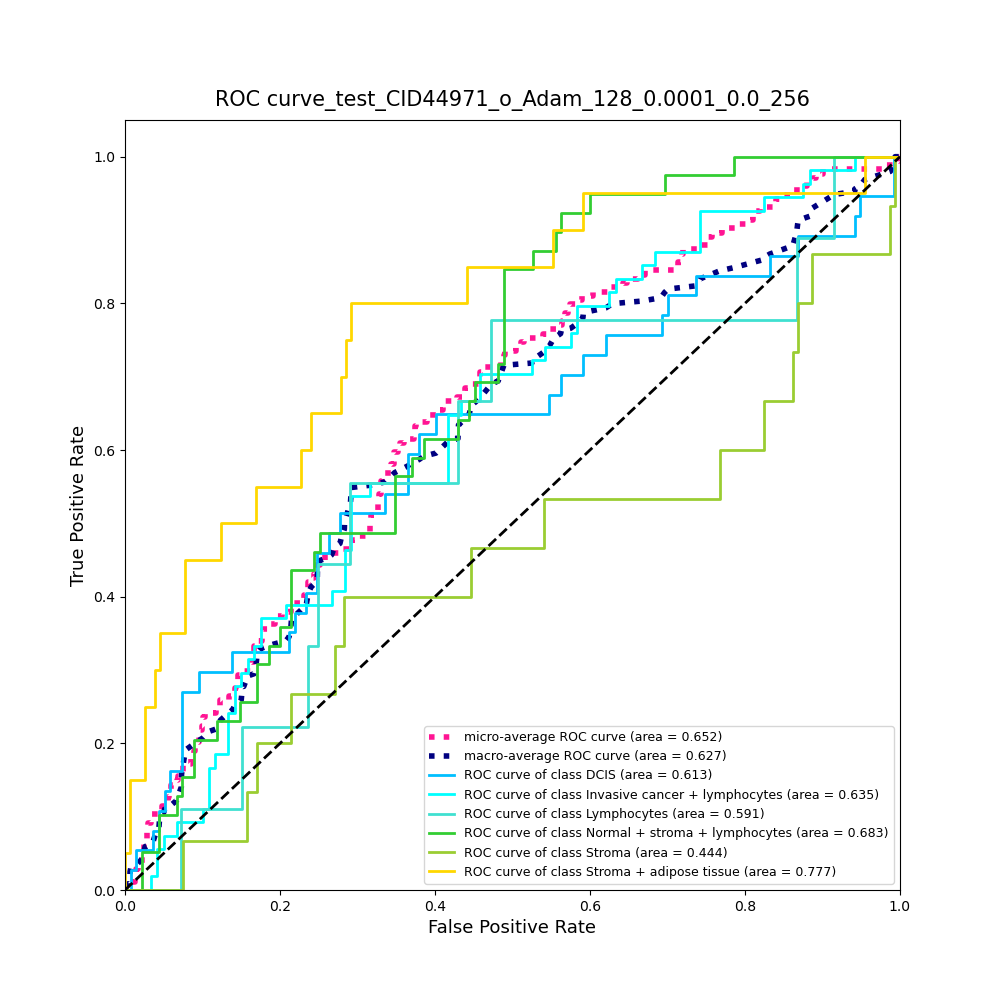 ROC curve_test_CID44971_o_Adam_128_0.0001_0.0_256
True Positive Rate
1.0
0.8
0.6
0.4
0.2
0.0
micro-average ROC curve (area = 0.652)
macro-average ROC curve (area = 0.627)
ROC curve of class DCIS (area = 0.613)
ROC curve of class Invasive cancer + lymphocytes (area = 0.635)
ROC curve of class Lymphocytes (area = 0.591)
ROC curve of class Normal + stroma + lymphocytes (area = 0.683)
ROC curve of class Stroma (area = 0.444)
ROC curve of class Stroma + adipose tissue (area = 0.777)
0.0 0.2 0.4 0.6 0.8 1.0
False Positive Rate